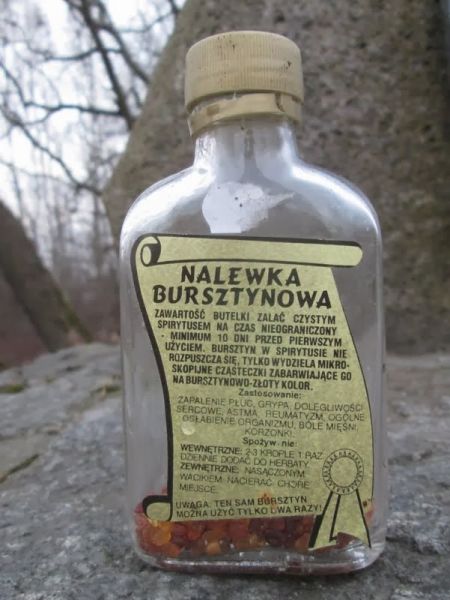 NALEWKA
BURSZTYNOWA
ZAWARTOŚĆ BUTELKI ZALAĆ CZYSTYM
SPIRYTUSEM NA CZAS NIEOGRANICZONY
- MINIMUM 10 DNI PRZED PIERWSZYM
UŻYCIEM. BURSZTYN W SPIRYTUSIE NIE
ROZPUSZCZA SIĘ, TYLKO WYDZIELA MIKRO-
SKOPIJNE CZĄSTECZKI ZABARWIAJĄCE GO
NA BURSZTYNOWO-ZŁOTY KOLOR.
Zastosowanie:
ZAPALENIE PŁUC, GRYPA, DOLEGLIWOŚCI
SERCOWE, ASTMA, REUMATYZM, OGÓLNE
OSŁABIENIE ORGANIZMU, BÓLE MIĘŚNI,
KORZONKI.
Spożyw nie:
WEWNĘTRZNE: 2-3 KROPLE 1 RAZ
DZIENNIE DODAĆ DO HERBATY.
ZEWNĘTRZNE: NASĄCZONYM
WACIKIEM NACIERAĆ CHORE
MIEJSCE.
UWAGA: TEN SAM BURSZTYN
MOŻNA UŻYĆ TYLKO DWA RAZY!